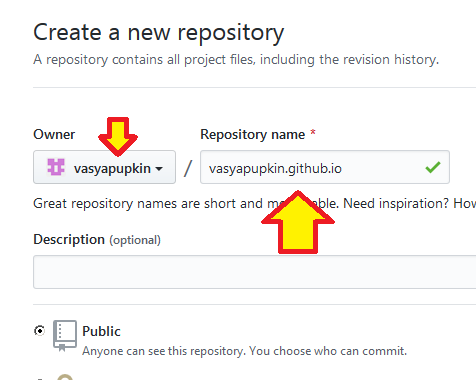 Create a new repository
A repository contains all project files, including the revision history.
Owner
Repository name *
vasyapupkin / vasyapupkin.github.io
Great repository names are short and able. Need inspiration? How
Description (optional)
Public
Anyone can see this repository. You choose who can commit.